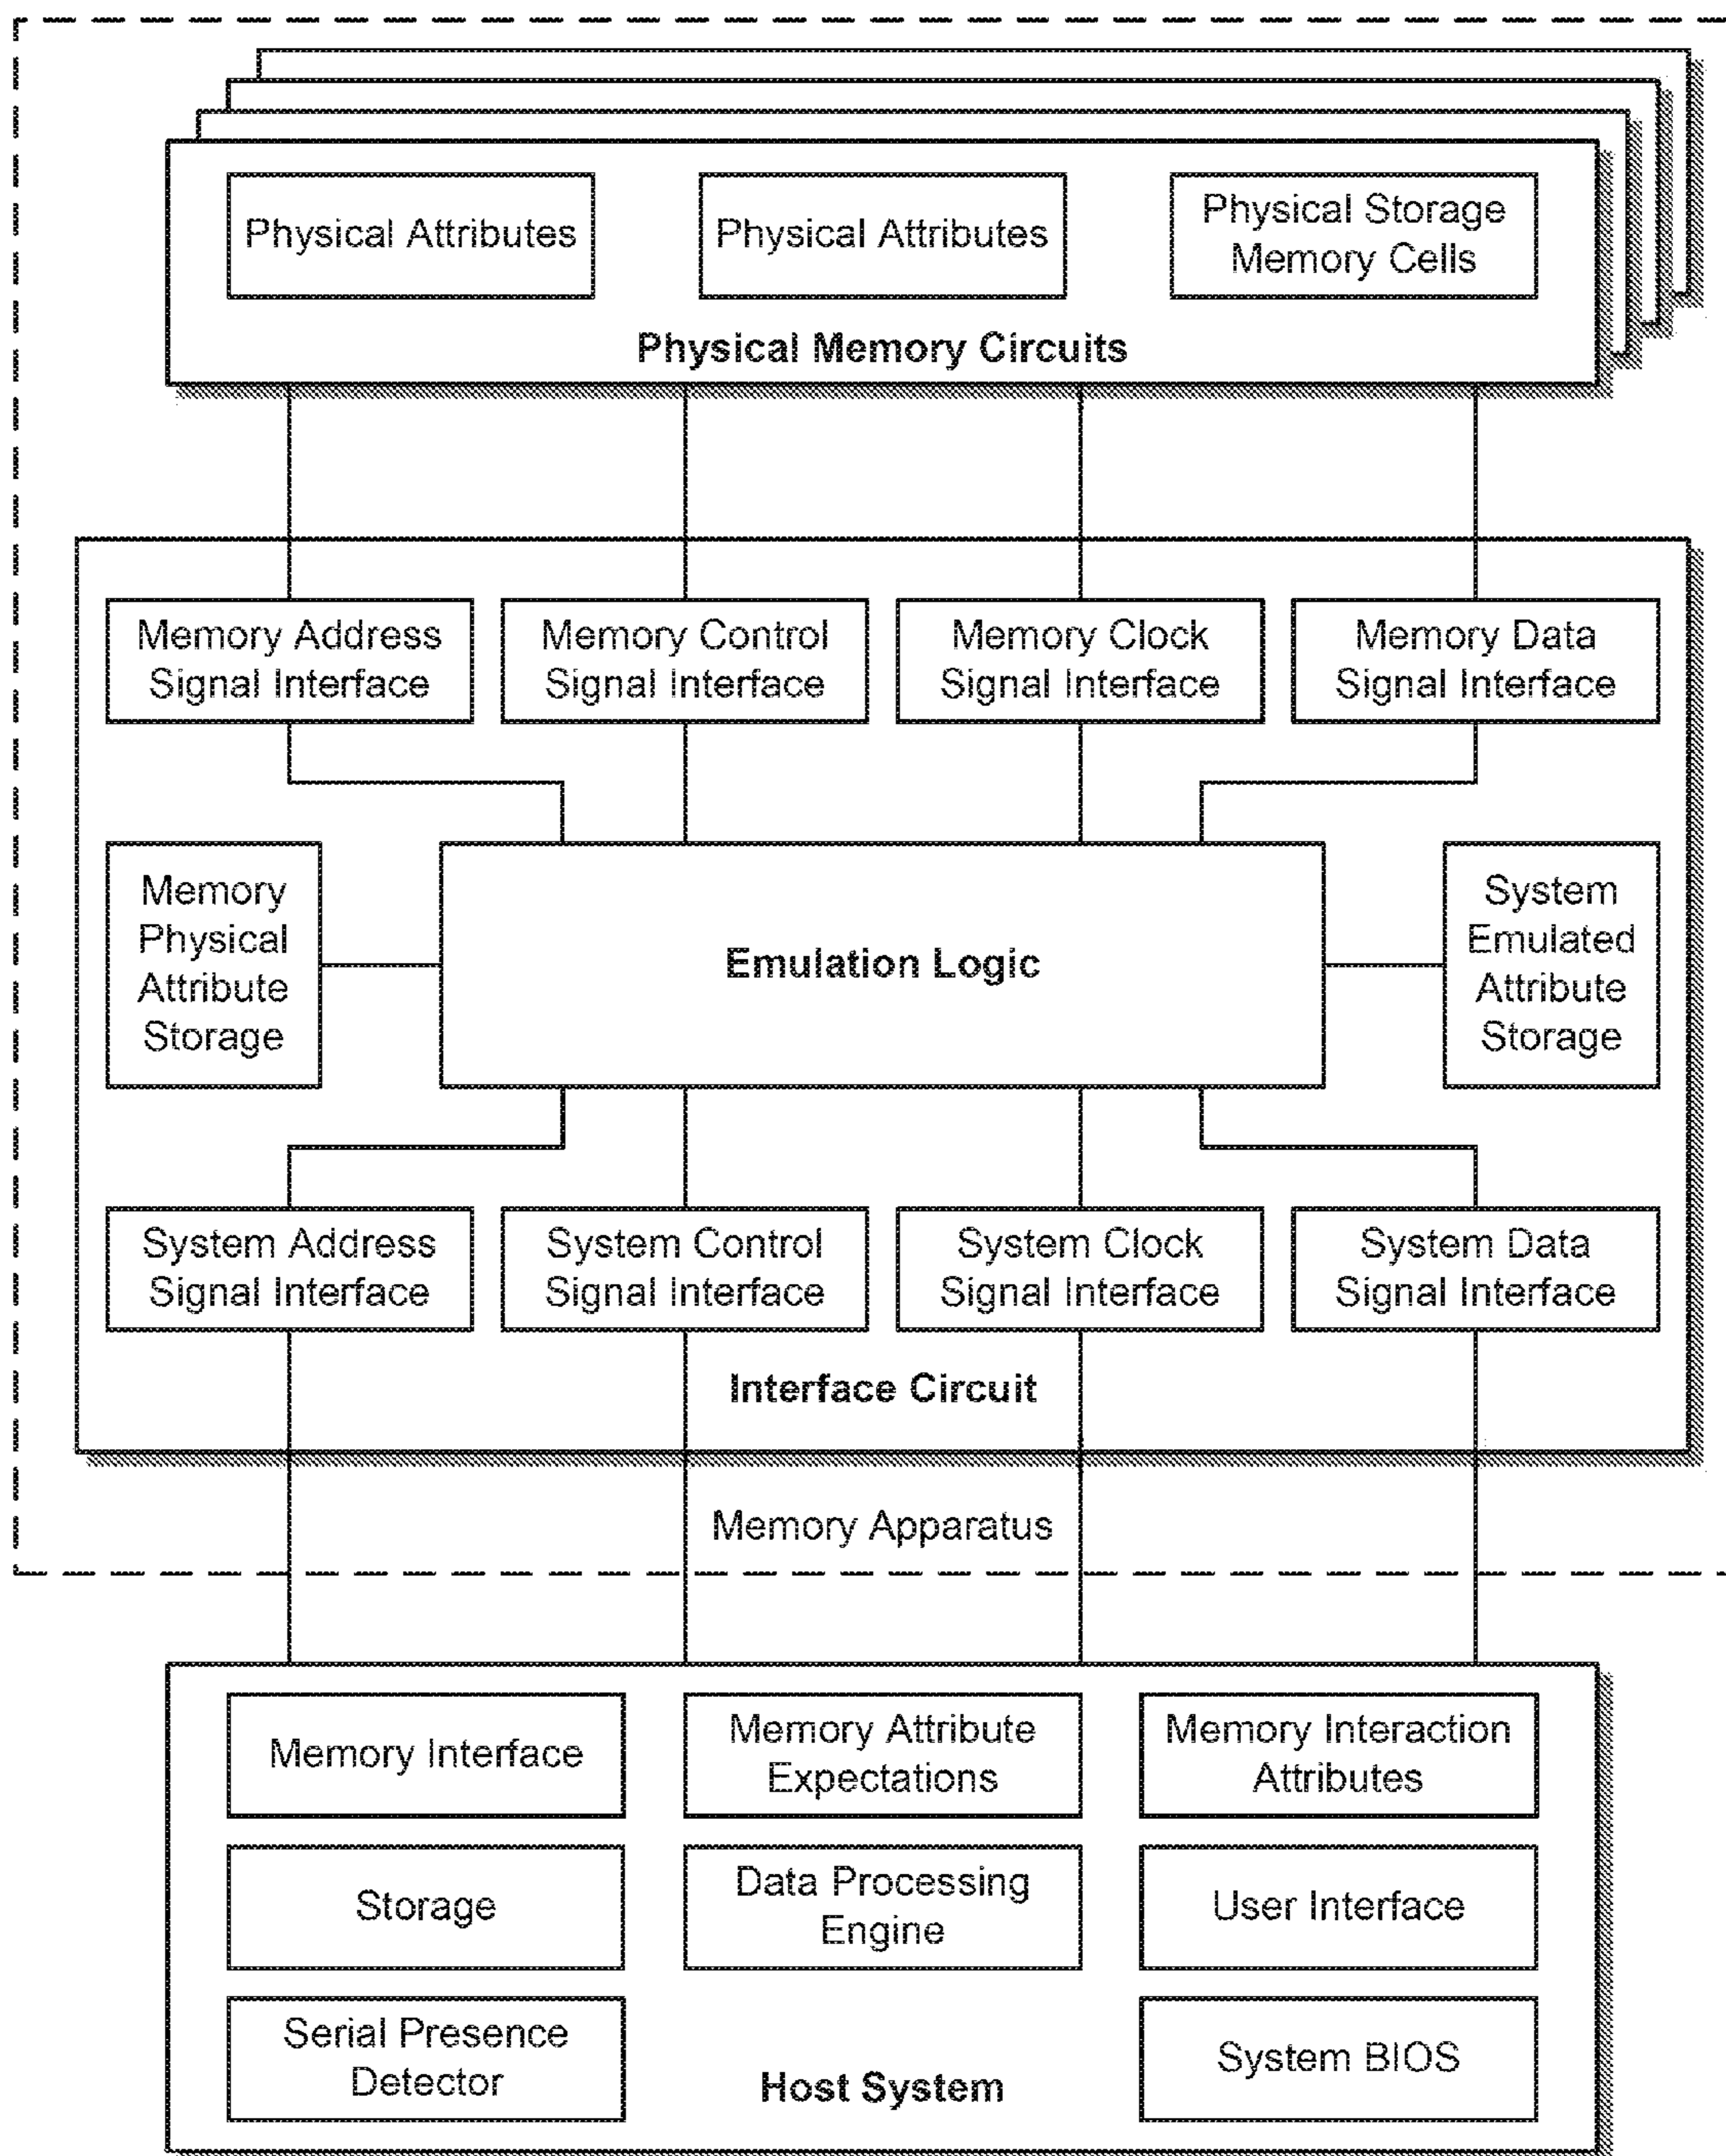 Physical Attributes
Physical Attributes
Physical Storage
Memory Cells
Physical Memory Circuits
Memory Address
Signal Interface
Memory Control
Signal Interface
Memory Clock
Signal Interface
Memory Data
Signal Interface
Memory
Physical
Attribute
Storage
Emulation Logic
System
Emulated
Attribute
Storage
System Address
Signal Interface
System Control
Signal Interface
System Clock
Signal Interface
System Data
Signal Interface
Interface Circuit
Memory Apparatus
Memory Interface
Memory Attribute
Expectations
Memory Interaction
Attributes
Storage
Data Processing
Engine
User Interface
Serial Presence
Detector
Host System
System BIOS